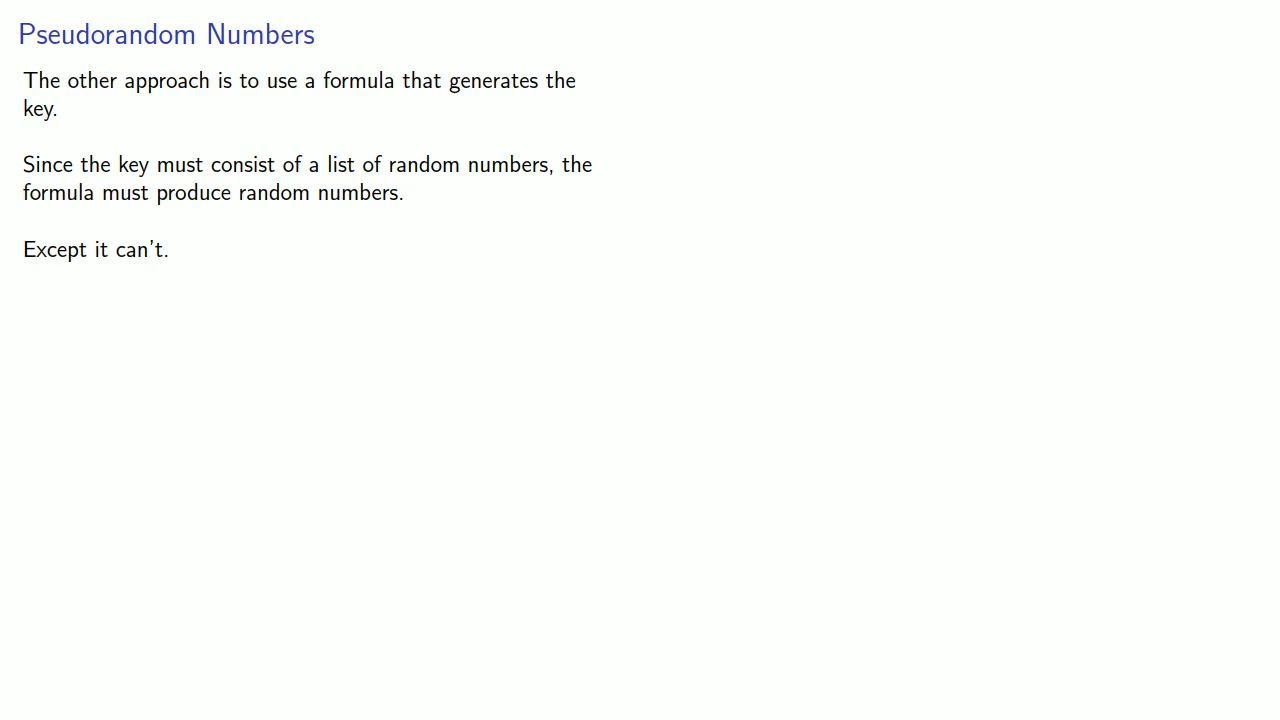 Pseudorandom Numbers
The other approach is to use a formula that generates the
key.
Since the key must consist of a list of random numbers, the
formula must produce random numbers.
Except it can't.